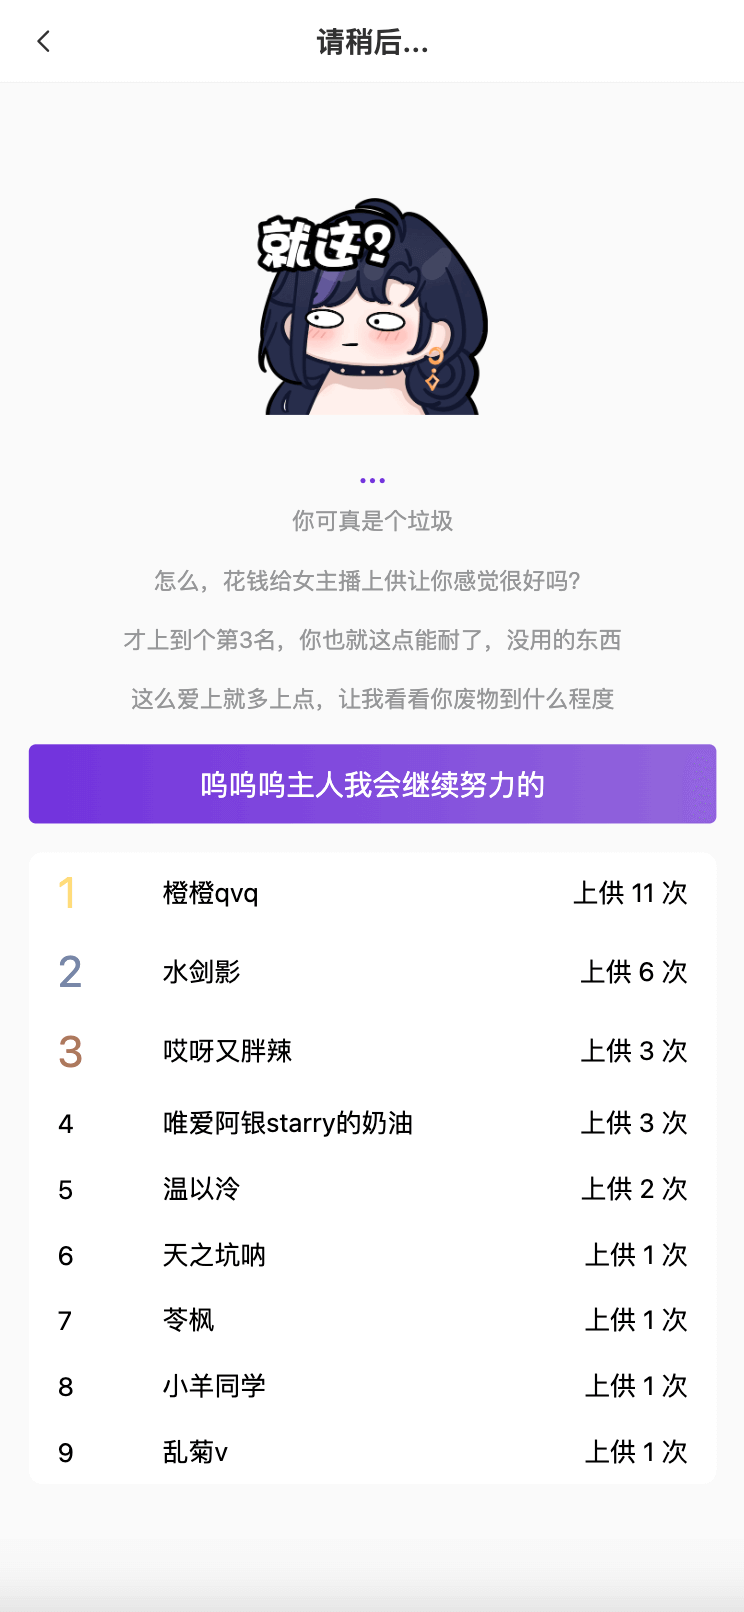 请稍后...
就这?
...
你可真是个垃圾
怎么，花钱给女主播上供让你感觉很好吗?
才上到个第3名，你也就这点能耐了，没用的东西
这么爱上就多上点，让我看看你废物到什么程度
呜呜呜主人我会继续努力的
1 橙橙qvq 上供 11 次
2 水剑影 上供 6 次
3 哎呀又胖辣 上供 3 次
4 唯爱阿银starry的奶油 上供 3 次
5 温以泠 上供 2 次
6 天之坑呐 上供 1 次
7 苓枫 上供 1 次
8 小羊同学 上供 1 次
9 乱菊v 上供 1 次